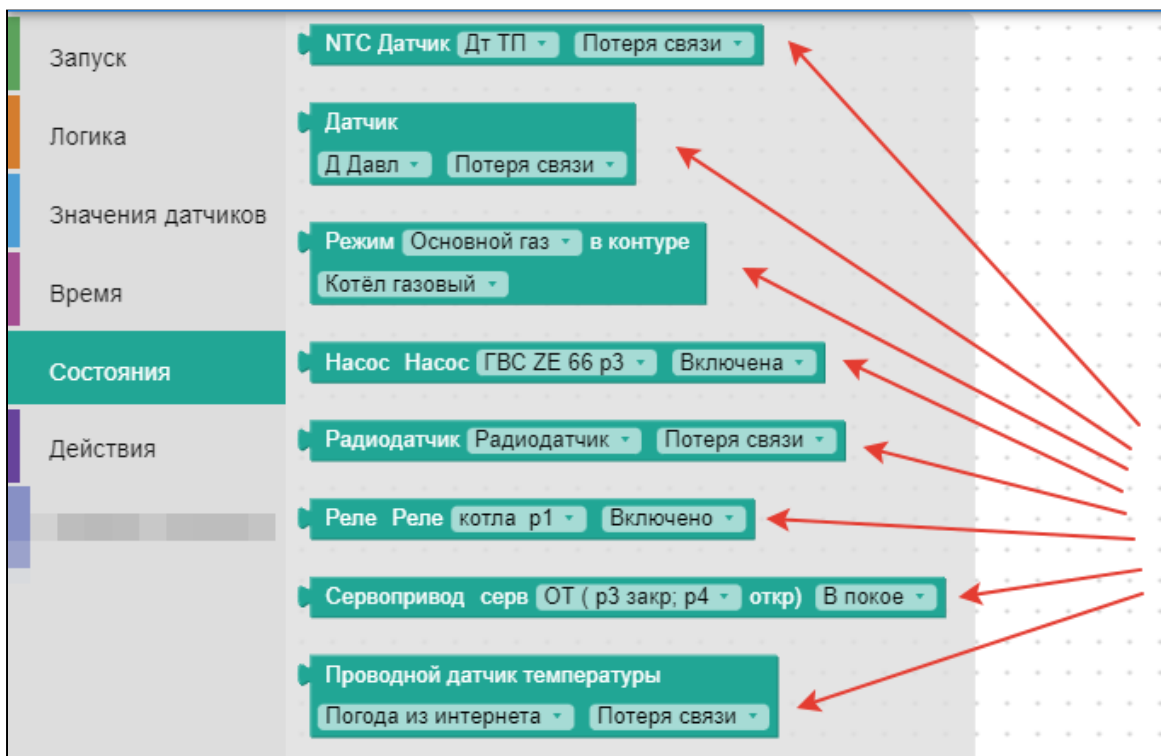 Запуск
Логика
Значения датчиков
Время
Состояния
Действия
NTC Датчик Дт ТП Потеря связи
Датчик
Д Давл Потеря связи
Режим Основной газ в контуре
Котёл газовый
Насос Насос ГВС ZE 66 р3 Включена
Радиодатчик Радиодатчик Потеря связи
Реле Реле котла р1 Включено
Сервопривод серв ОТ ( р3 закр; р4 откр) В покое
Проводной датчик температуры
Погода из интернета Потеря связи